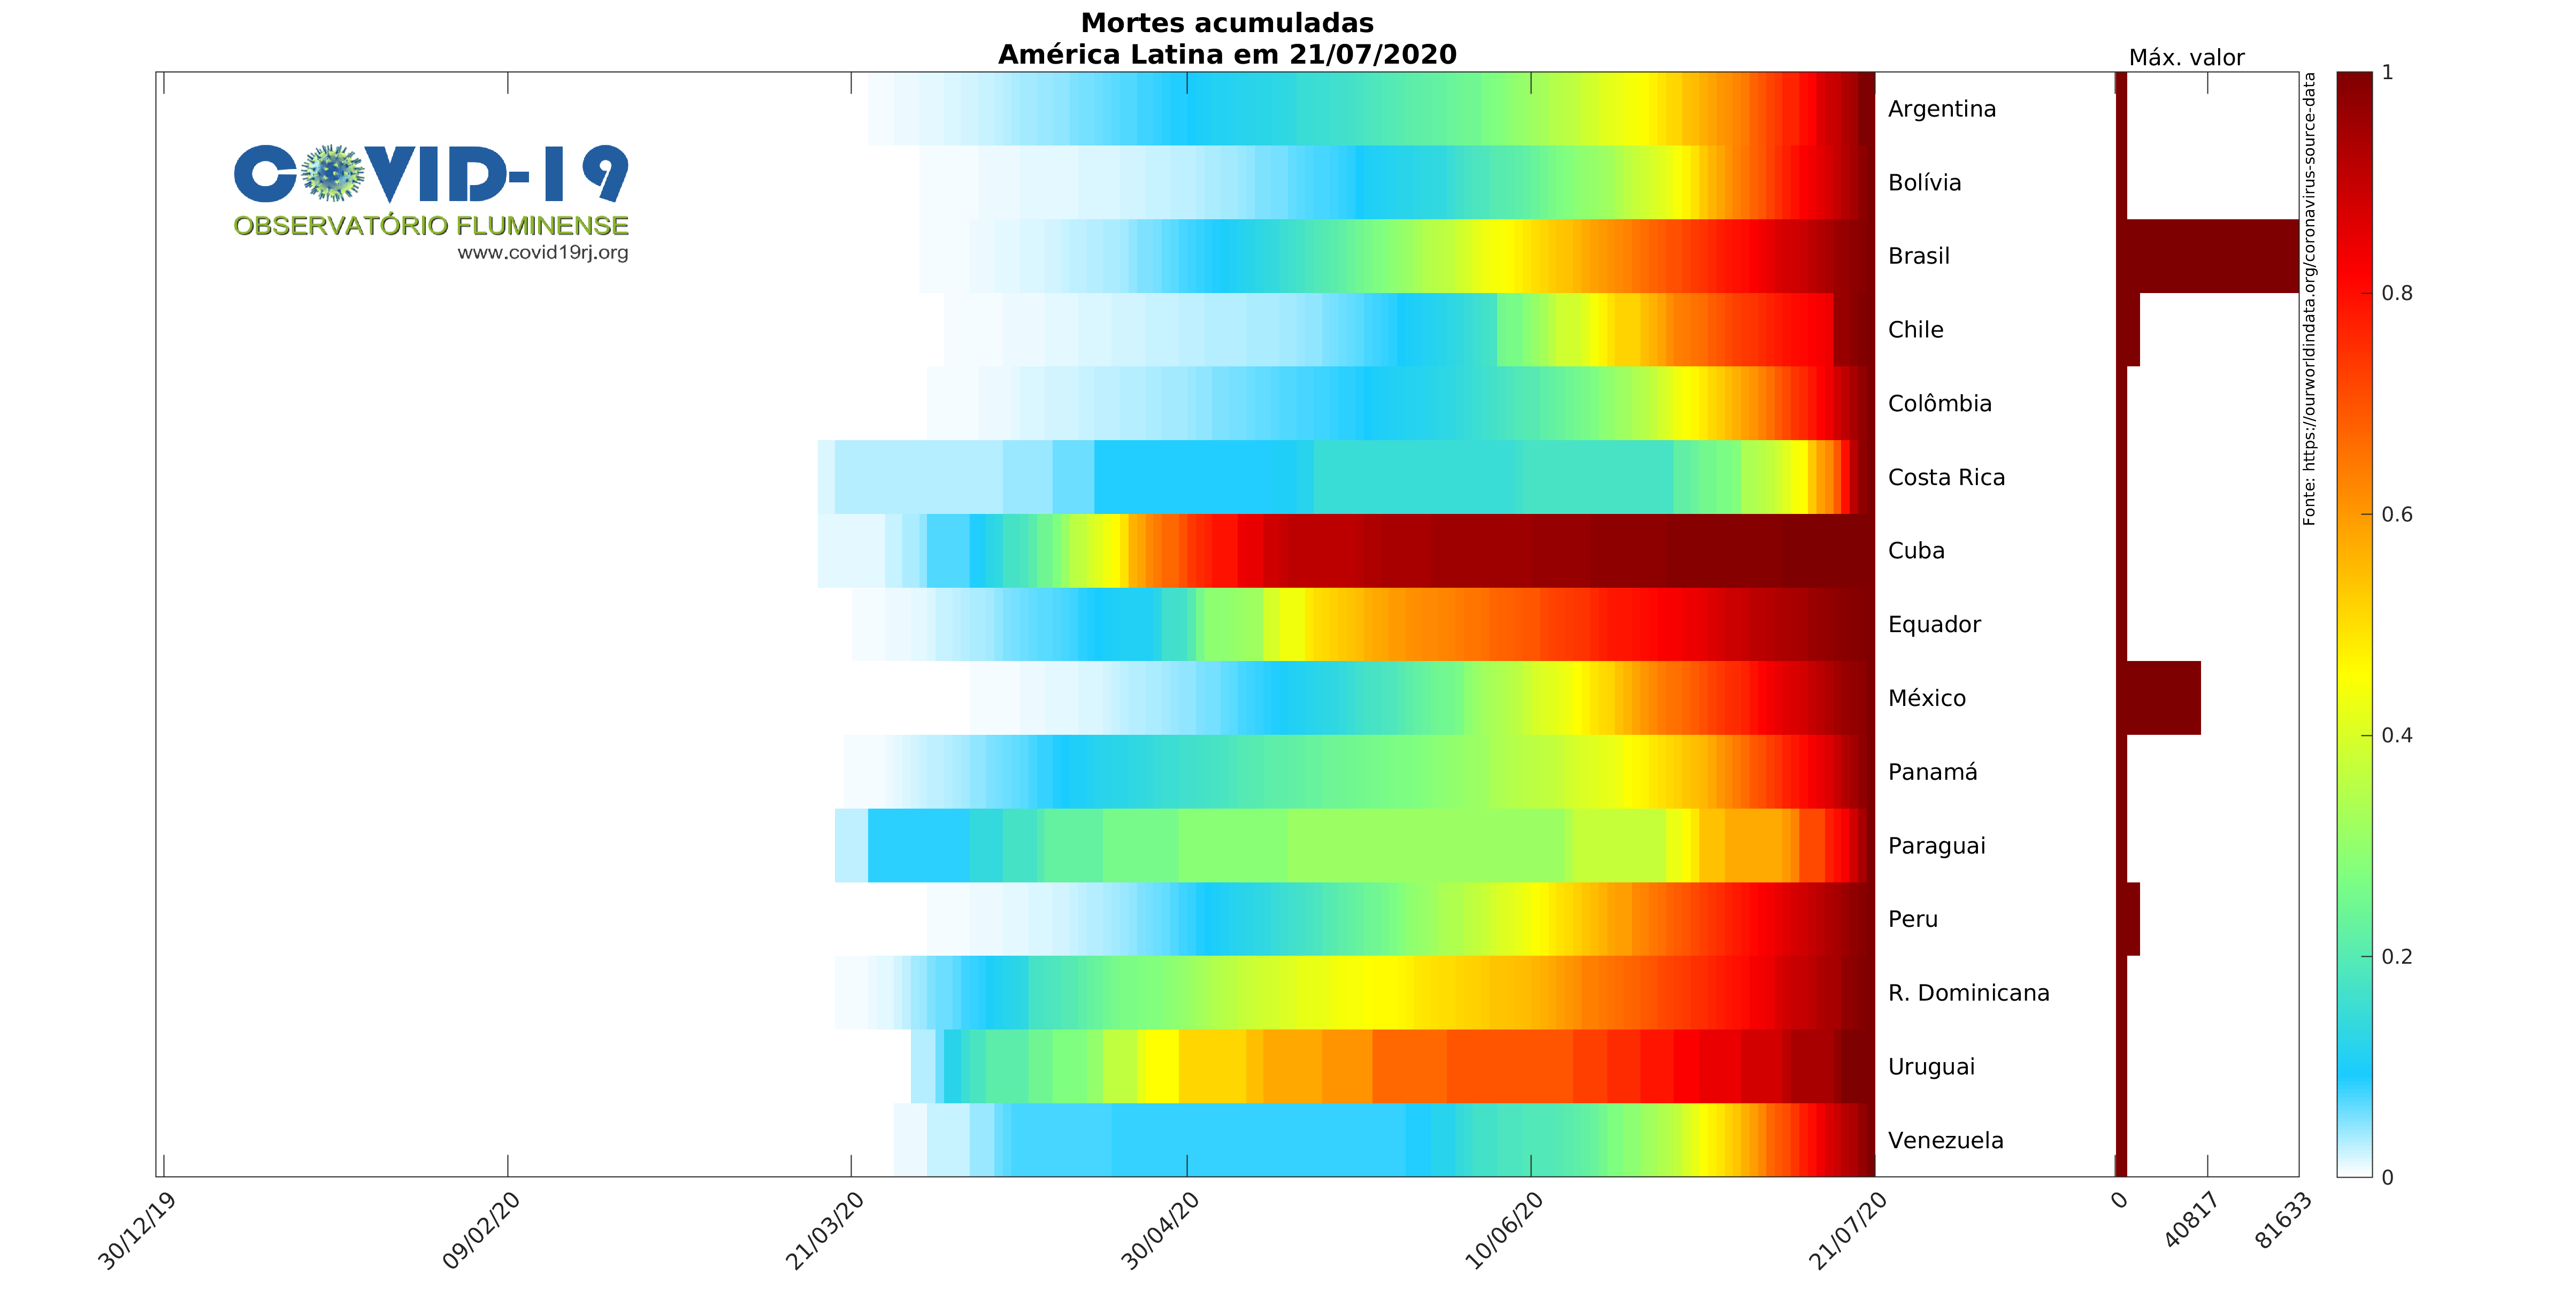 Mortes acumuladas
América Latina em 21/07/2020
Máx. valor
COVID-19
OBSERVATÓRIO FLUMINENSE
www.covid19rj.org
Argentina
Bolívia
Brasil
Chile
Colômbia
Costa Rica
Cuba
Equador
México
Panamá
Paraguai
Peru
R. Dominicana
Uruguai
Venezuela
Fonte: https://ourworldindata.org/coronavirus-source-data
1
0.8
0.6
0.4
0.2
0
30/12/19
09/02/20
21/03/20
30/04/20
10/06/20
21/07/20
0
40817
81633